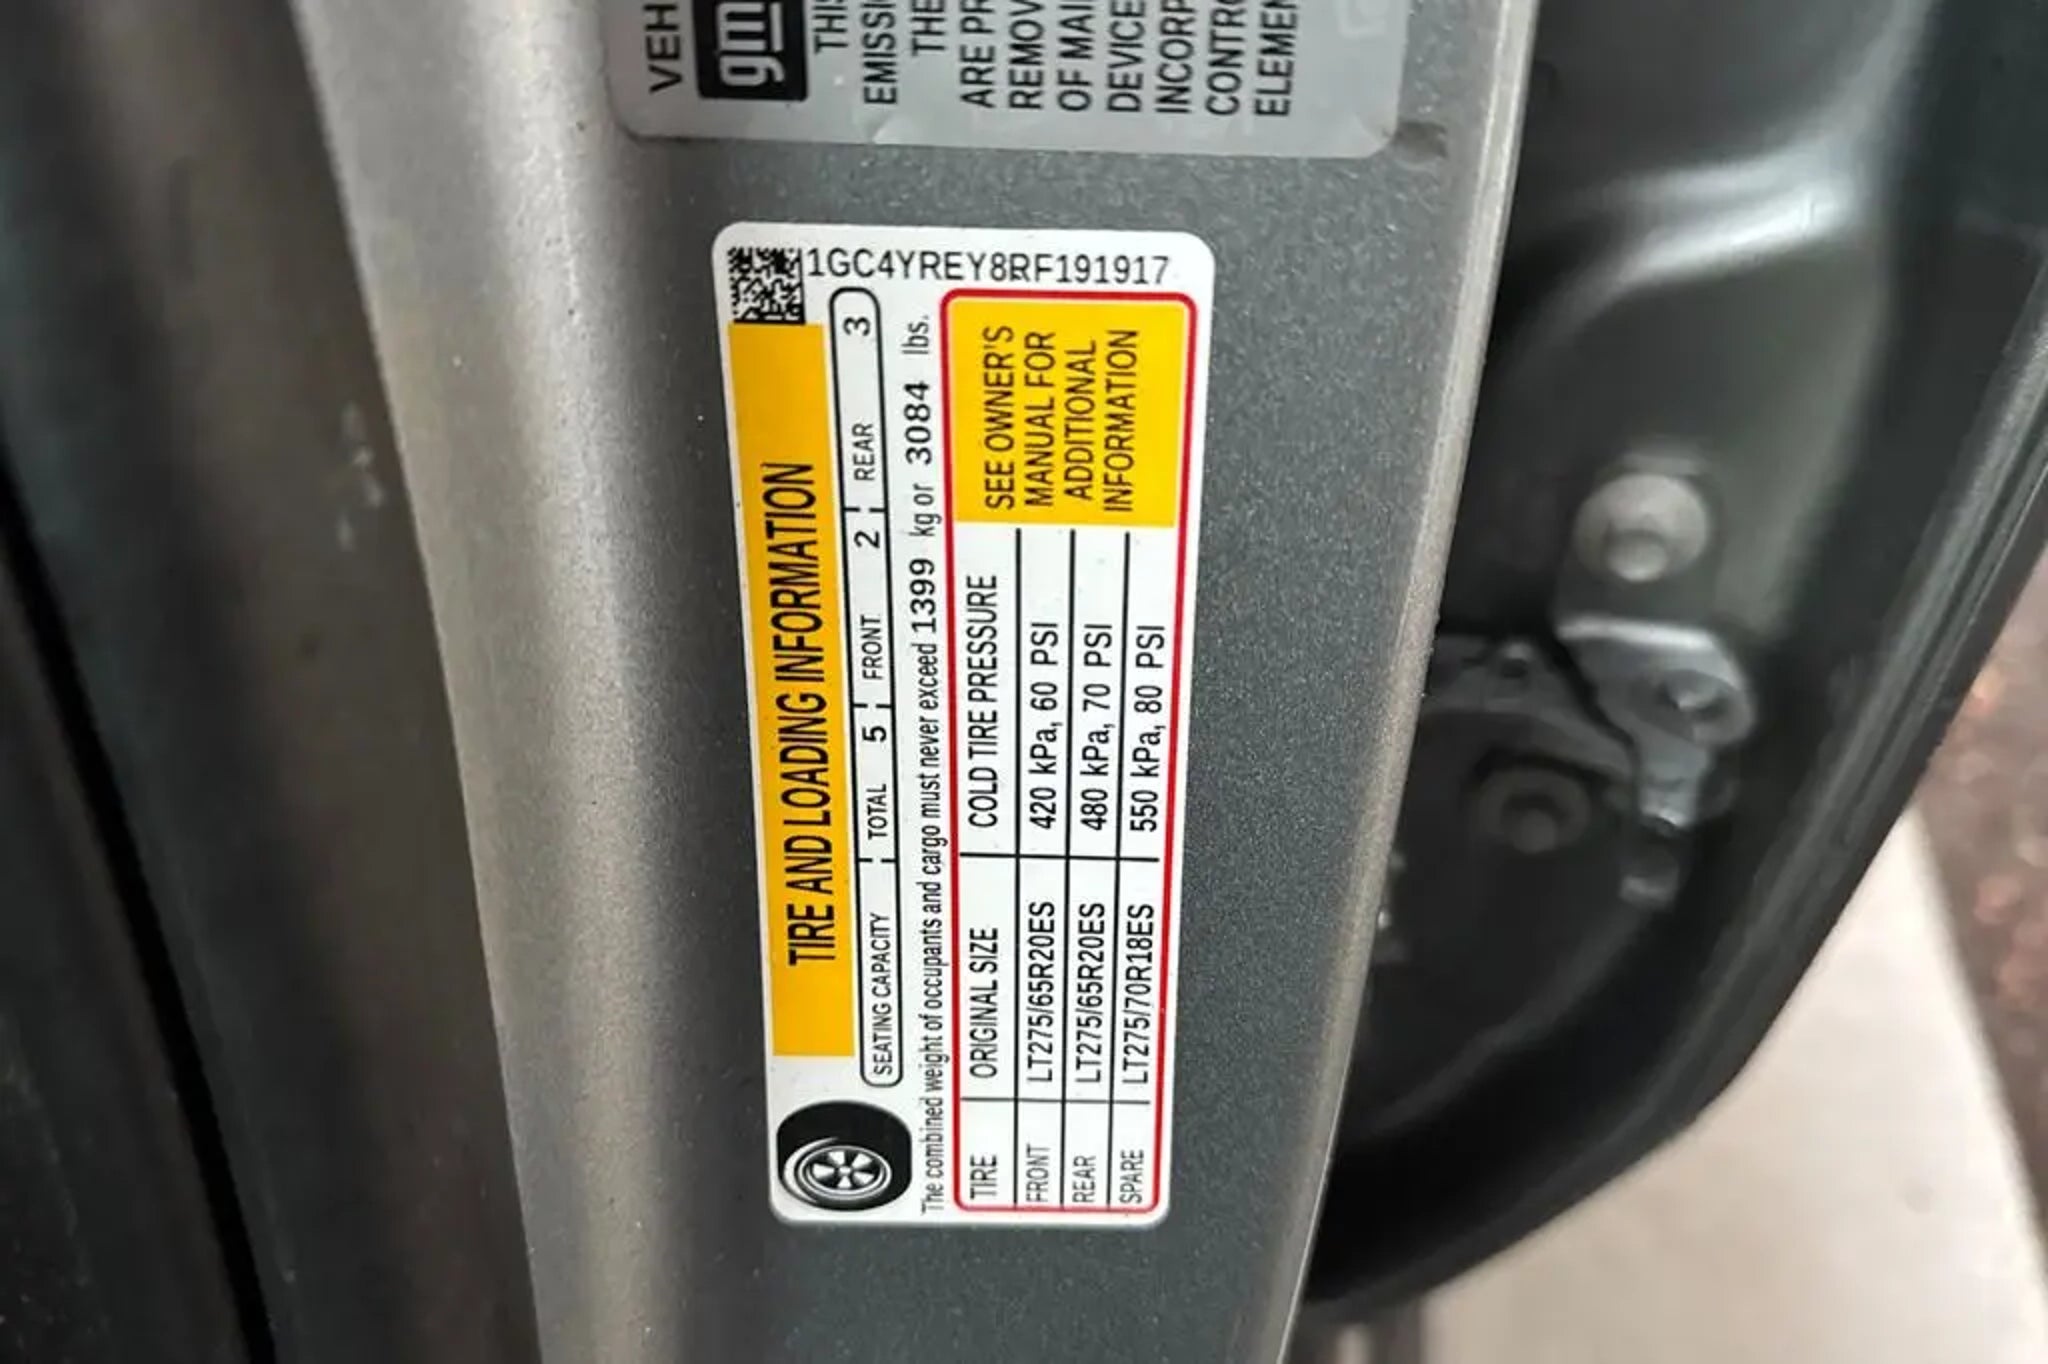 VEH
gm
THI
EMISSI
THE
ARE PR
REMOV
OF MAI
DEVICE
INCORP
CONTR
ELEMEN
1GC4YREY8RF191917
TIRE AND LOADING INFORMATION
SEATING CAPACITY TOTAL 5 FRONT 2 REAR 3
The combined weight of occupants and cargo must never exceed 1399 kg or 3084 lbs.
TIRE ORIGINAL SIZE COLD TIRE PRESSURE
FRONT LT275/65R20ES 420 kPa, 60 PSI
REAR LT275/65R20ES 480 kPa, 70 PSI
SPARE LT275/70R18ES 550 kPa, 80 PSI
SEE OWNER'S
MANUAL FOR
ADDITIONAL
INFORMATION